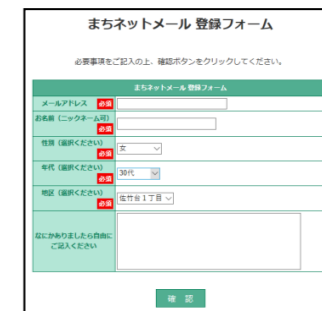 まちネットメール 登録フォーム
必要事項をご記入の上、確認ボタンをクリックしてください。
まちネットメール 登録フォーム
メールアドレス 必須
お名前（ニックネーム可）
必須
性別（選択ください）
必須
女
年代（選択ください）
必須
30代
地区（選択ください）
必須
佐竹台１丁目
なにかありましたら自由に
ご記入ください
確 認